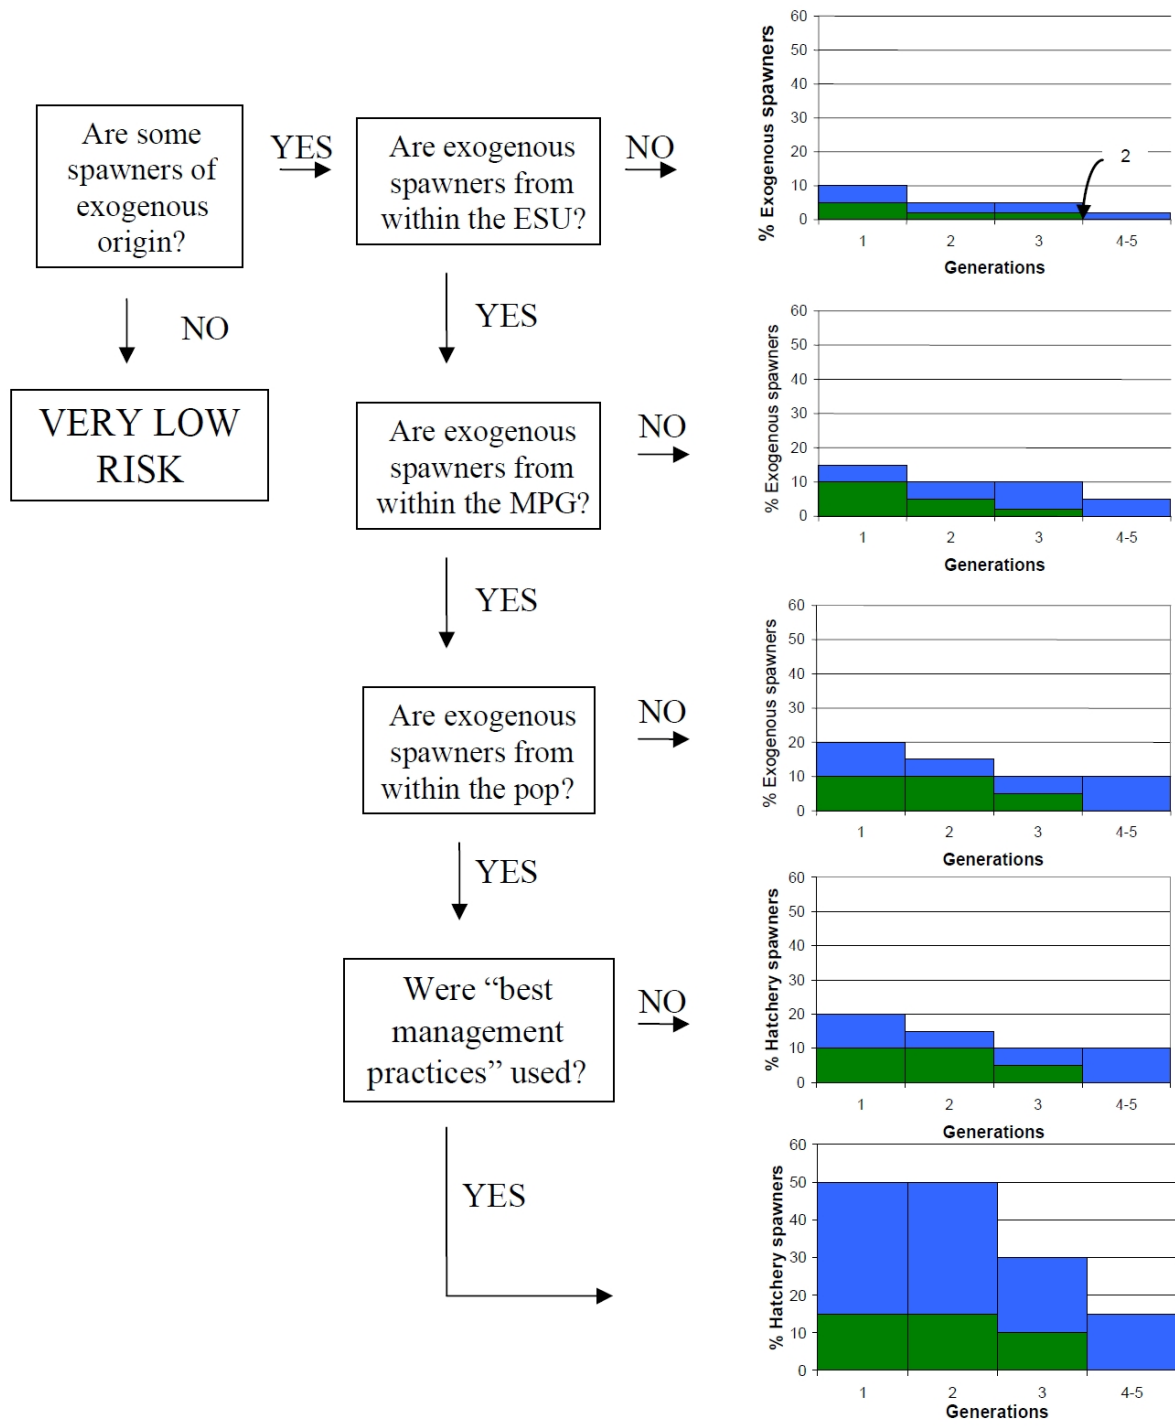 Are some
spawners of
exogenous
origin?
YES
Are exogenous
spawners from
within the ESU?
NO
60
50
40
30
20
10
0
% Exogenous spawners
2
1
2
3
4-5
Generations
NO
VERY LOW
RISK
YES
Are exogenous
spawners from
within the MPG?
NO
60
50
40
30
20
10
0
% Exogenous spawners
1
2
3
4-5
Generations
YES
Are exogenous
spawners from
within the pop?
NO
60
50
40
30
20
10
0
% Exogenous spawners
1
2
3
4-5
Generations
YES
Were “best
management
practices” used?
NO
60
50
40
30
20
10
0
% Hatchery spawners
1
2
3
4-5
Generations
YES
60
50
40
30
20
10
0
% Hatchery spawners
1
2
3
4-5
Generations